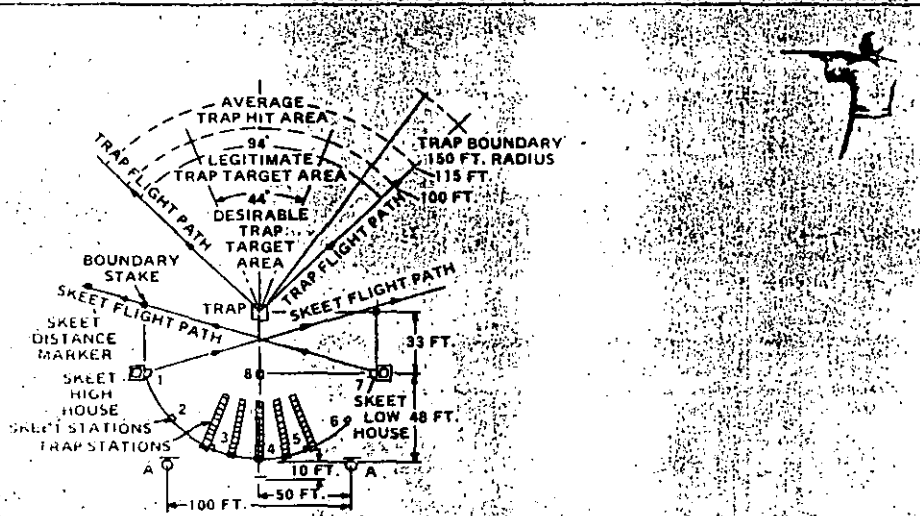 AVERAGE
TRAP HIT AREA
94°
LEGITIMATE
TRAP TARGET AREA
44°
DESIRABLE
TRAP
TARGET
AREA
TRAP FLIGHT PATH
TRAP BOUNDARY
150 FT. RADIUS
115 FT.
100 FT.
TRAP FLIGHT PATH
BOUNDARY
STAKE
TRAP
SKEET FLIGHT PATH
SKEET FLIGHT PATH
SKEET
DISTANCE
MARKER
33 FT.
1
8
7
SKEET
HIGH
HOUSE
SKEET
LOW
HOUSE
48 FT.
2
6
SKEET STATIONS
TRAP STATIONS
3
4
5
A
A
10 FT.
50 FT.
100 FT.